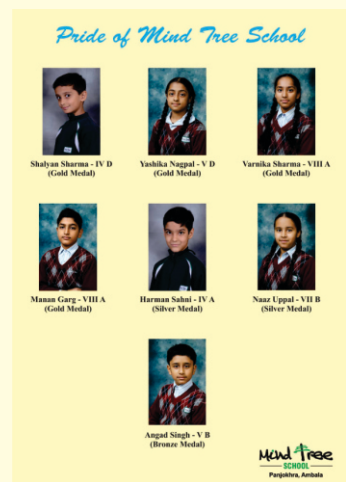 Pride of Mind Tree School
Shalyan Sharma - IV D
(Gold Medal)
Yashika Nagpal - V D
(Gold Medal)
Varnika Sharma - VIII A
(Gold Medal)
Manan Garg - VIII A
(Gold Medal)
Harman Sahni - IV A
(Silver Medal)
Naaz Uppal - VII B
(Silver Medal)
Angad Singh - V B
(Bronze Medal)
Mind Tree
SCHOOL
Panjokhra, Ambala